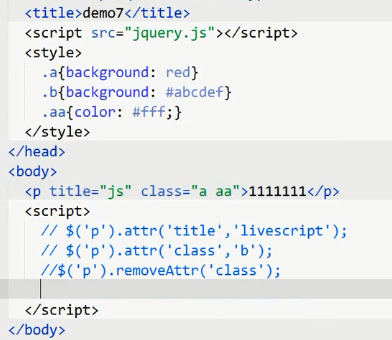 <title>demo7</title>
<script src="jquery.js"></script>
<style>
.a{background: red}
.b{background: #abcdef}
.aa{color: #fff;}
</style>
</head>
<body>
<p title="js" class="a aa">1111111</p>
<script>
// $('p').attr('title','livescript');
// $('p').attr('class','b');
//$('p').removeAttr('class');
</script>
</body>